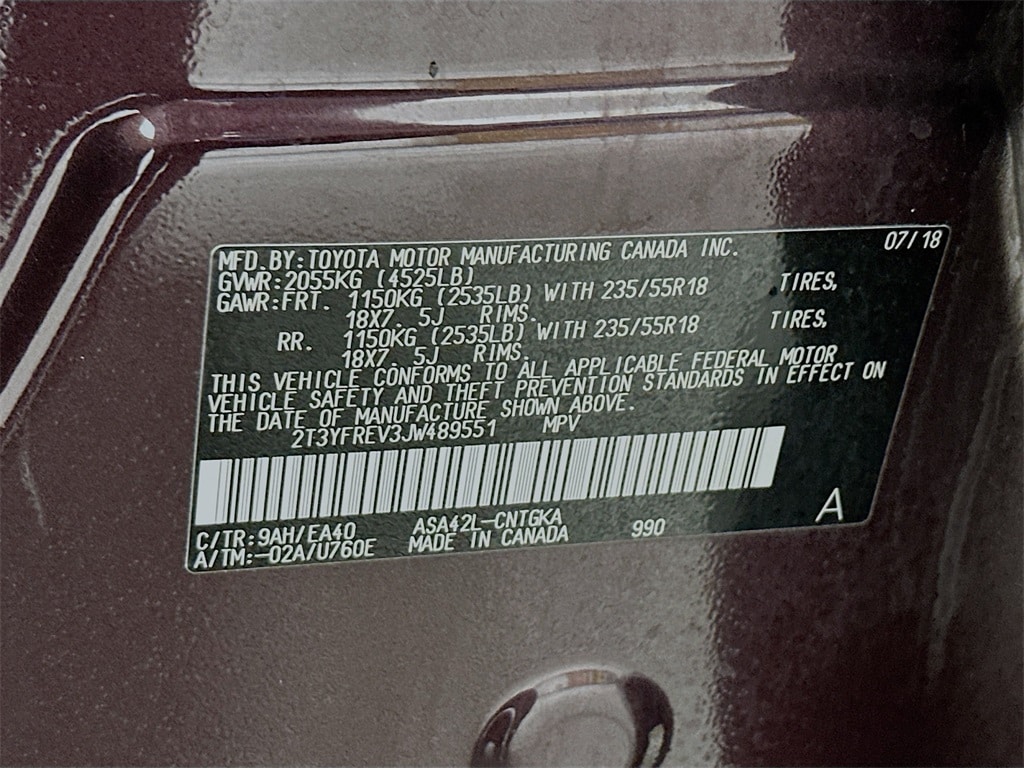 07/18
MFD. BY: TOYOTA MOTOR MANUFACTURING CANADA INC.
GVWR: 2055KG (4525LB)
GAWR: FRT. 1150KG (2535LB) WITH 235/55R18 TIRES,
18X7. 5J RIMS.
RR. 1150KG (2535LB) WITH 235/55R18 TIRES,
18X7. 5J RIMS.
THIS VEHICLE CONFORMS TO ALL APPLICABLE FEDERAL MOTOR
VEHICLE SAFETY AND THEFT PREVENTION STANDARDS IN EFFECT ON
THE DATE OF MANUFACTURE SHOWN ABOVE.
2T3YFREV3JW489551 MPV
C/TR: 9AH/EA40 ASA42L-CNTGKA 990 A
A/TM: -02A/U760E MADE IN CANADA